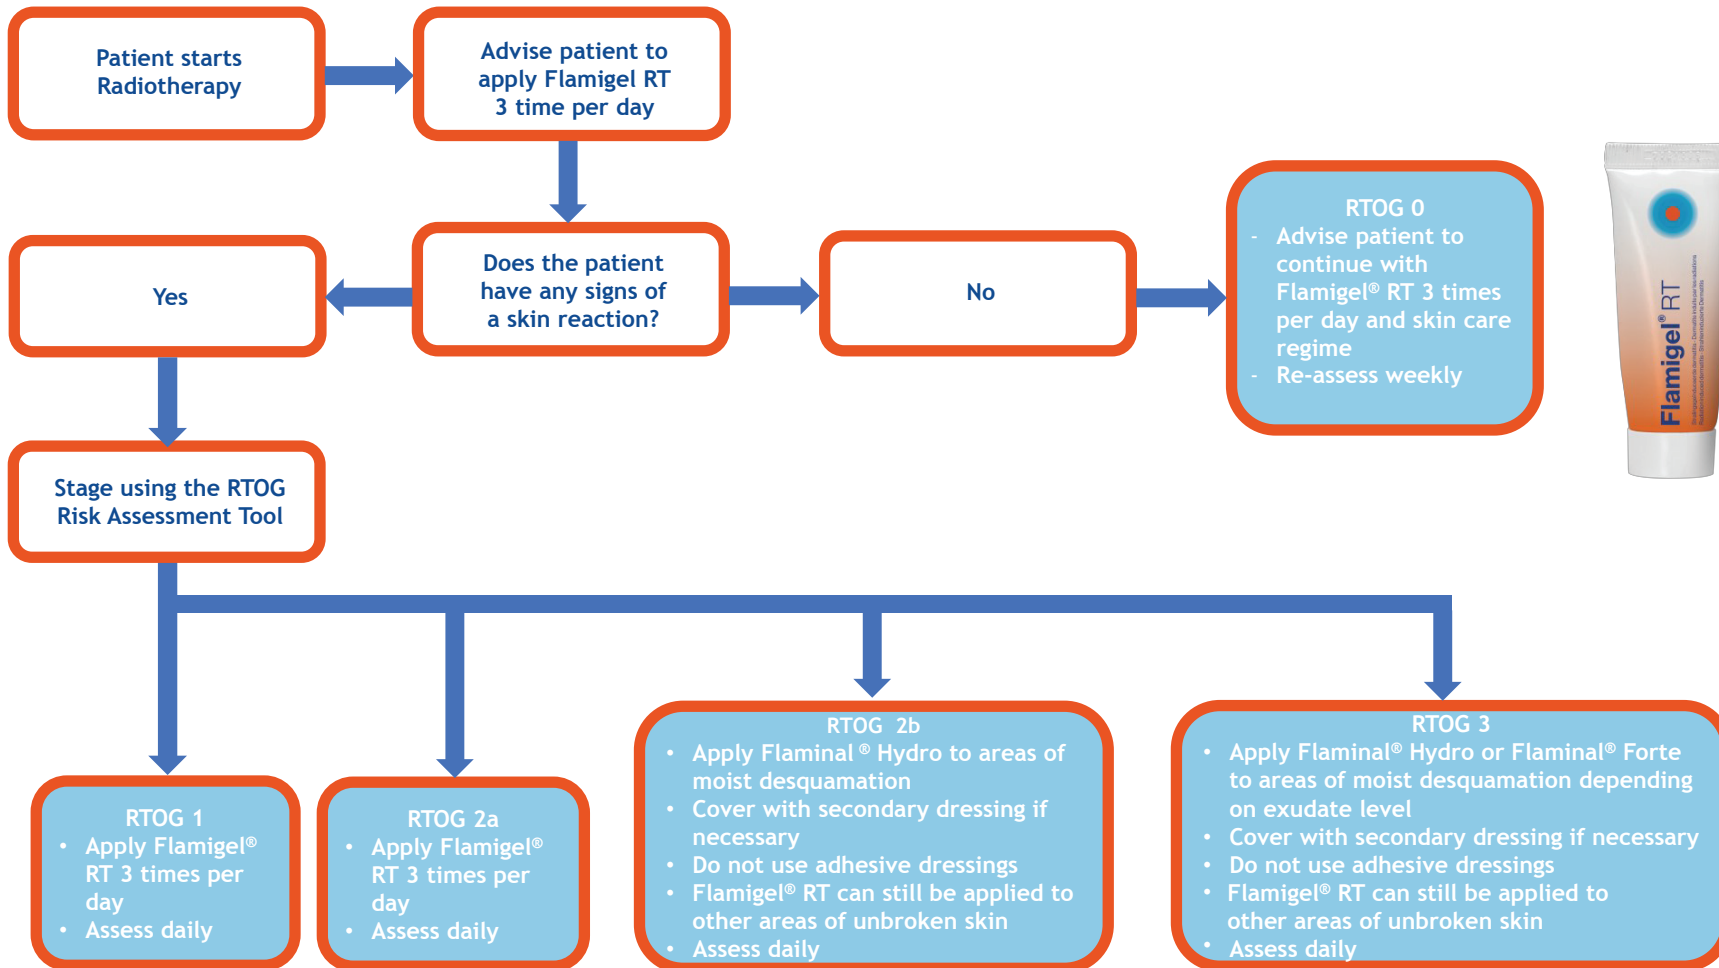 Patient starts
Radiotherapy
Advise patient to
apply Flamigel RT
3 time per day
Does the patient
have any signs of
a skin reaction?
Yes
No
RTOG 0
- Advise patient to
continue with
Flamigel® RT 3 times
per day and skin care
regime
- Re-assess weekly
Flamigel® RT
Stage using the RTOG
Risk Assessment Tool
RTOG 1
• Apply Flamigel®
RT 3 times per
day
• Assess daily
RTOG 2a
• Apply Flamigel®
RT 3 times per
day
• Assess daily
RTOG 2b
• Apply Flaminal ® Hydro to areas of
moist desquamation
• Cover with secondary dressing if
necessary
• Do not use adhesive dressings
• Flamigel® RT can still be applied to
other areas of unbroken skin
• Assess daily
RTOG 3
• Apply Flaminal® Hydro or Flaminal® Forte
to areas of moist desquamation depending
on exudate level
• Cover with secondary dressing if necessary
• Do not use adhesive dressings
• Flamigel® RT can still be applied to
other areas of unbroken skin
• Assess daily